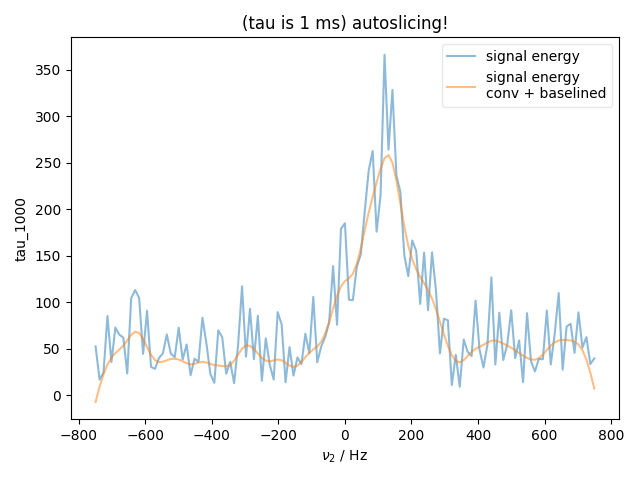 (tau is 1 ms) autoslicing!
signal energy
signal energy
conv + baselined
tau_1000
350
300
250
200
150
100
50
0
−800 −600 −400 −200 0 200 400 600 800
ν₂ / Hz